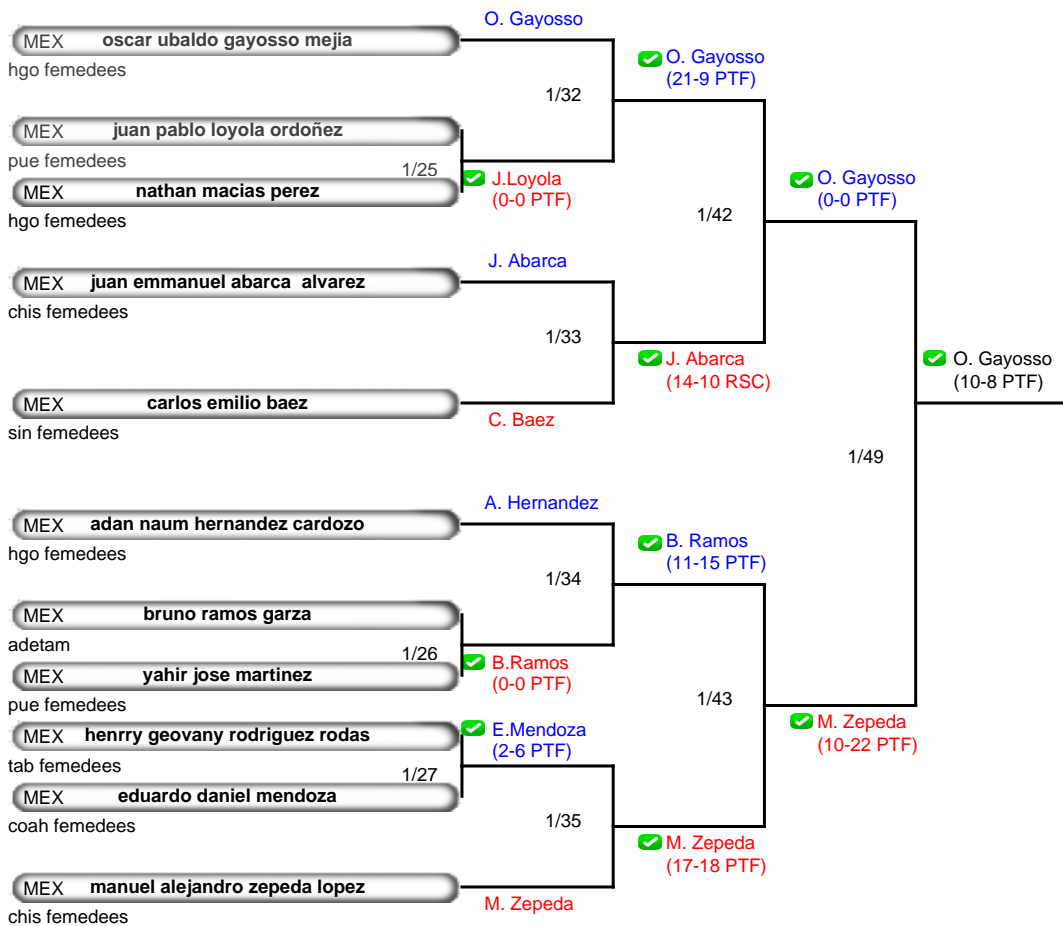 O. Gayosso
MEX oscar ubaldo gayosso mejia
hgo femedees
O. Gayosso
(21-9 PTF)
1/32
MEX juan pablo loyola ordoñez
pue femedees
1/25
J.Loyola
(0-0 PTF)
MEX nathan macias perez
hgo femedees
O. Gayosso
(0-0 PTF)
1/42
J. Abarca
MEX juan emmanuel abarca  alvarez
chis femedees
1/33
J. Abarca
(14-10 RSC)
O. Gayosso
(10-8 PTF)
MEX carlos emilio baez
sin femedees
C. Baez
1/49
A. Hernandez
MEX adan naum hernandez cardozo
hgo femedees
B. Ramos
(11-15 PTF)
1/34
MEX bruno ramos garza
adetam
1/26
B.Ramos
(0-0 PTF)
MEX yahir jose martinez
pue femedees
1/43
M. Zepeda
(10-22 PTF)
MEX henrry geovany rodriguez rodas
tab femedees
E.Mendoza
(2-6 PTF)
1/27
MEX eduardo daniel mendoza
coah femedees
1/35
M. Zepeda
(17-18 PTF)
MEX manuel alejandro zepeda lopez
chis femedees
M. Zepeda